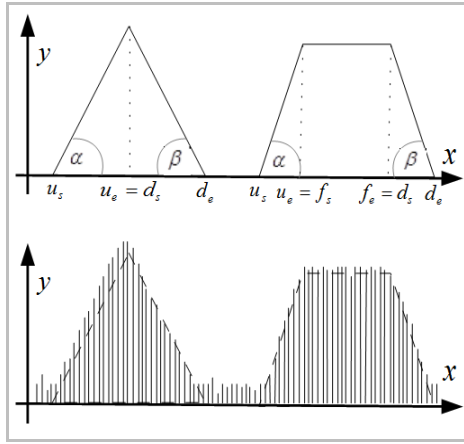 y
α β α β
x
u_s u_e = d_s d_e u_s u_e = f_s f_e = d_s d_e
y
x